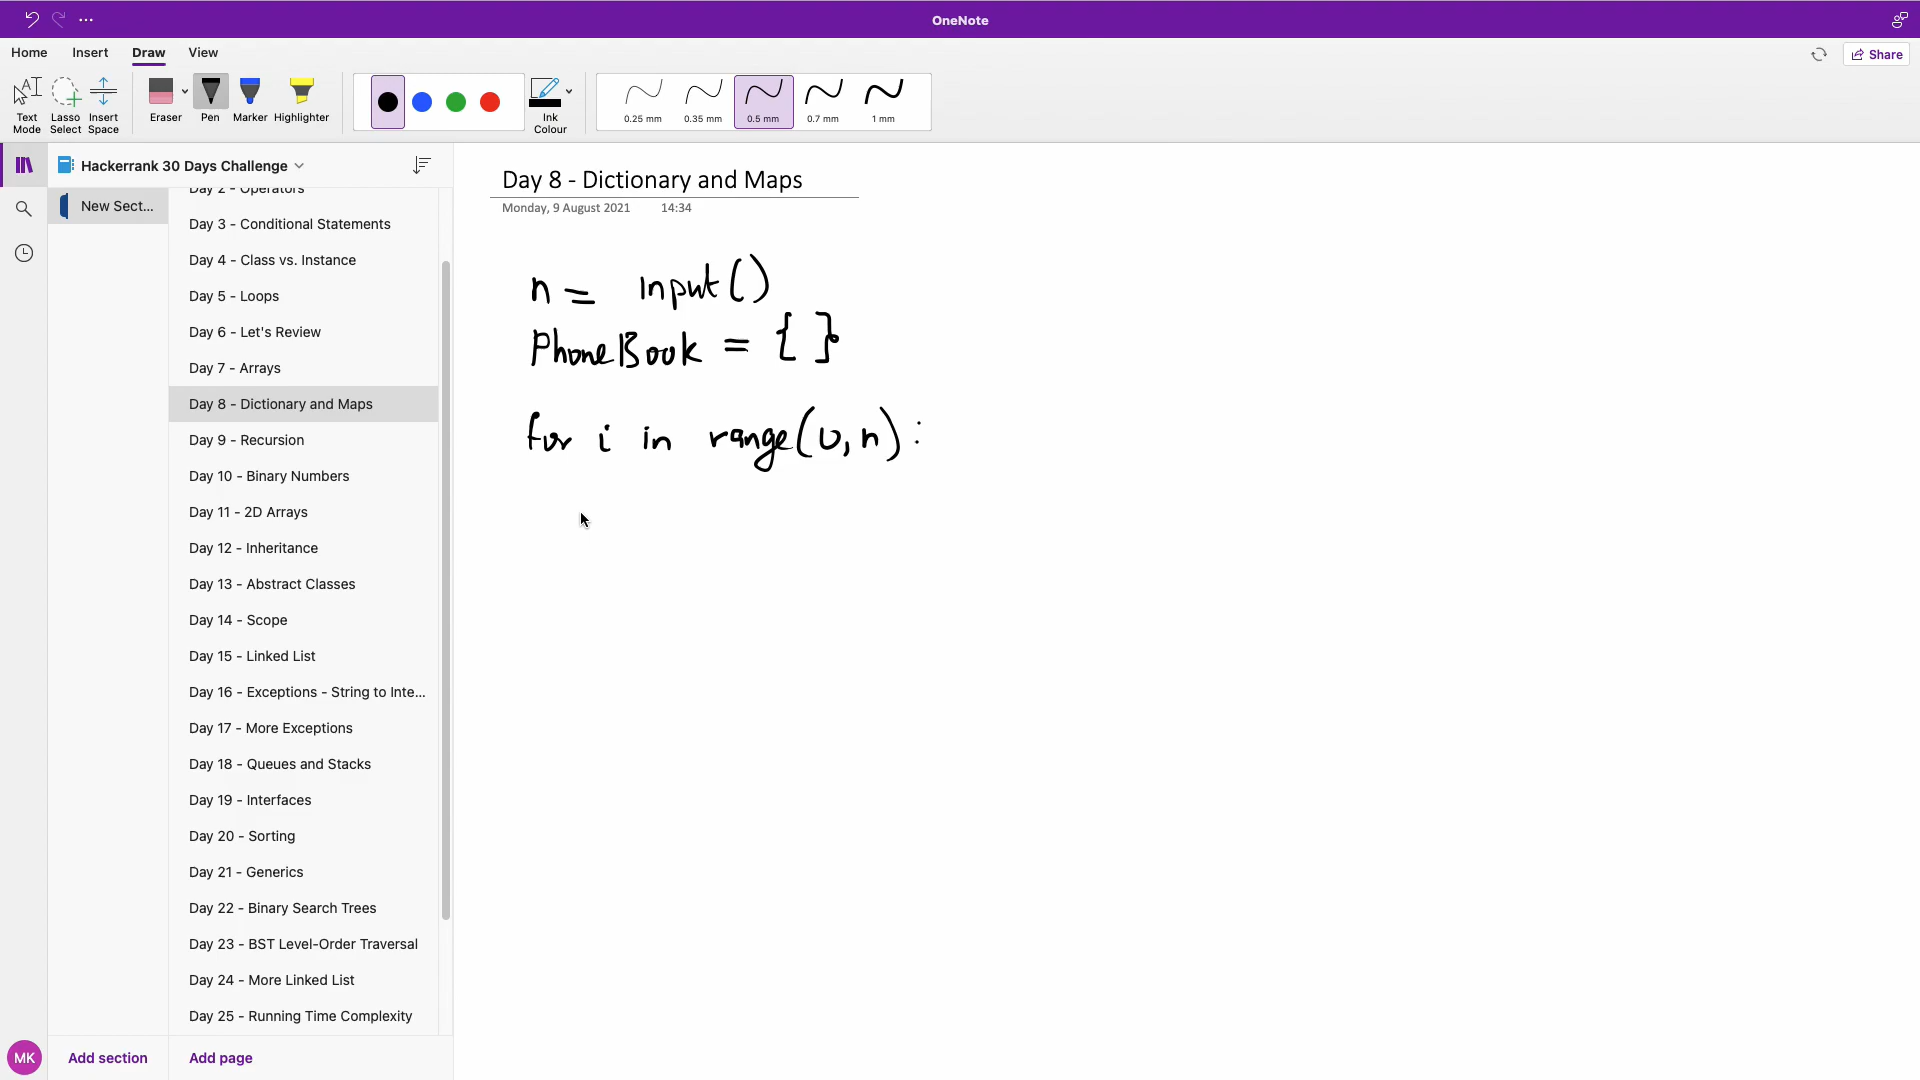 OneNote
Home Insert Draw View
Share
Text Mode
Lasso Select
Insert Space
Eraser
Pen
Marker
Highlighter
Ink Colour
0.25 mm
0.35 mm
0.5 mm
0.7 mm
1 mm
Hackerrank 30 Days Challenge
New Sect...
Day 2 - Operators
Day 3 - Conditional Statements
Day 4 - Class vs. Instance
Day 5 - Loops
Day 6 - Let's Review
Day 7 - Arrays
Day 8 - Dictionary and Maps
Day 9 - Recursion
Day 10 - Binary Numbers
Day 11 - 2D Arrays
Day 12 - Inheritance
Day 13 - Abstract Classes
Day 14 - Scope
Day 15 - Linked List
Day 16 - Exceptions - String to Inte...
Day 17 - More Exceptions
Day 18 - Queues and Stacks
Day 19 - Interfaces
Day 20 - Sorting
Day 21 - Generics
Day 22 - Binary Search Trees
Day 23 - BST Level-Order Traversal
Day 24 - More Linked List
Day 25 - Running Time Complexity
MK
Add section
Add page
Day 8 - Dictionary and Maps
Monday, 9 August 2021 14:34
n = input()
PhoneBook = { }
for i in range(0, n) :